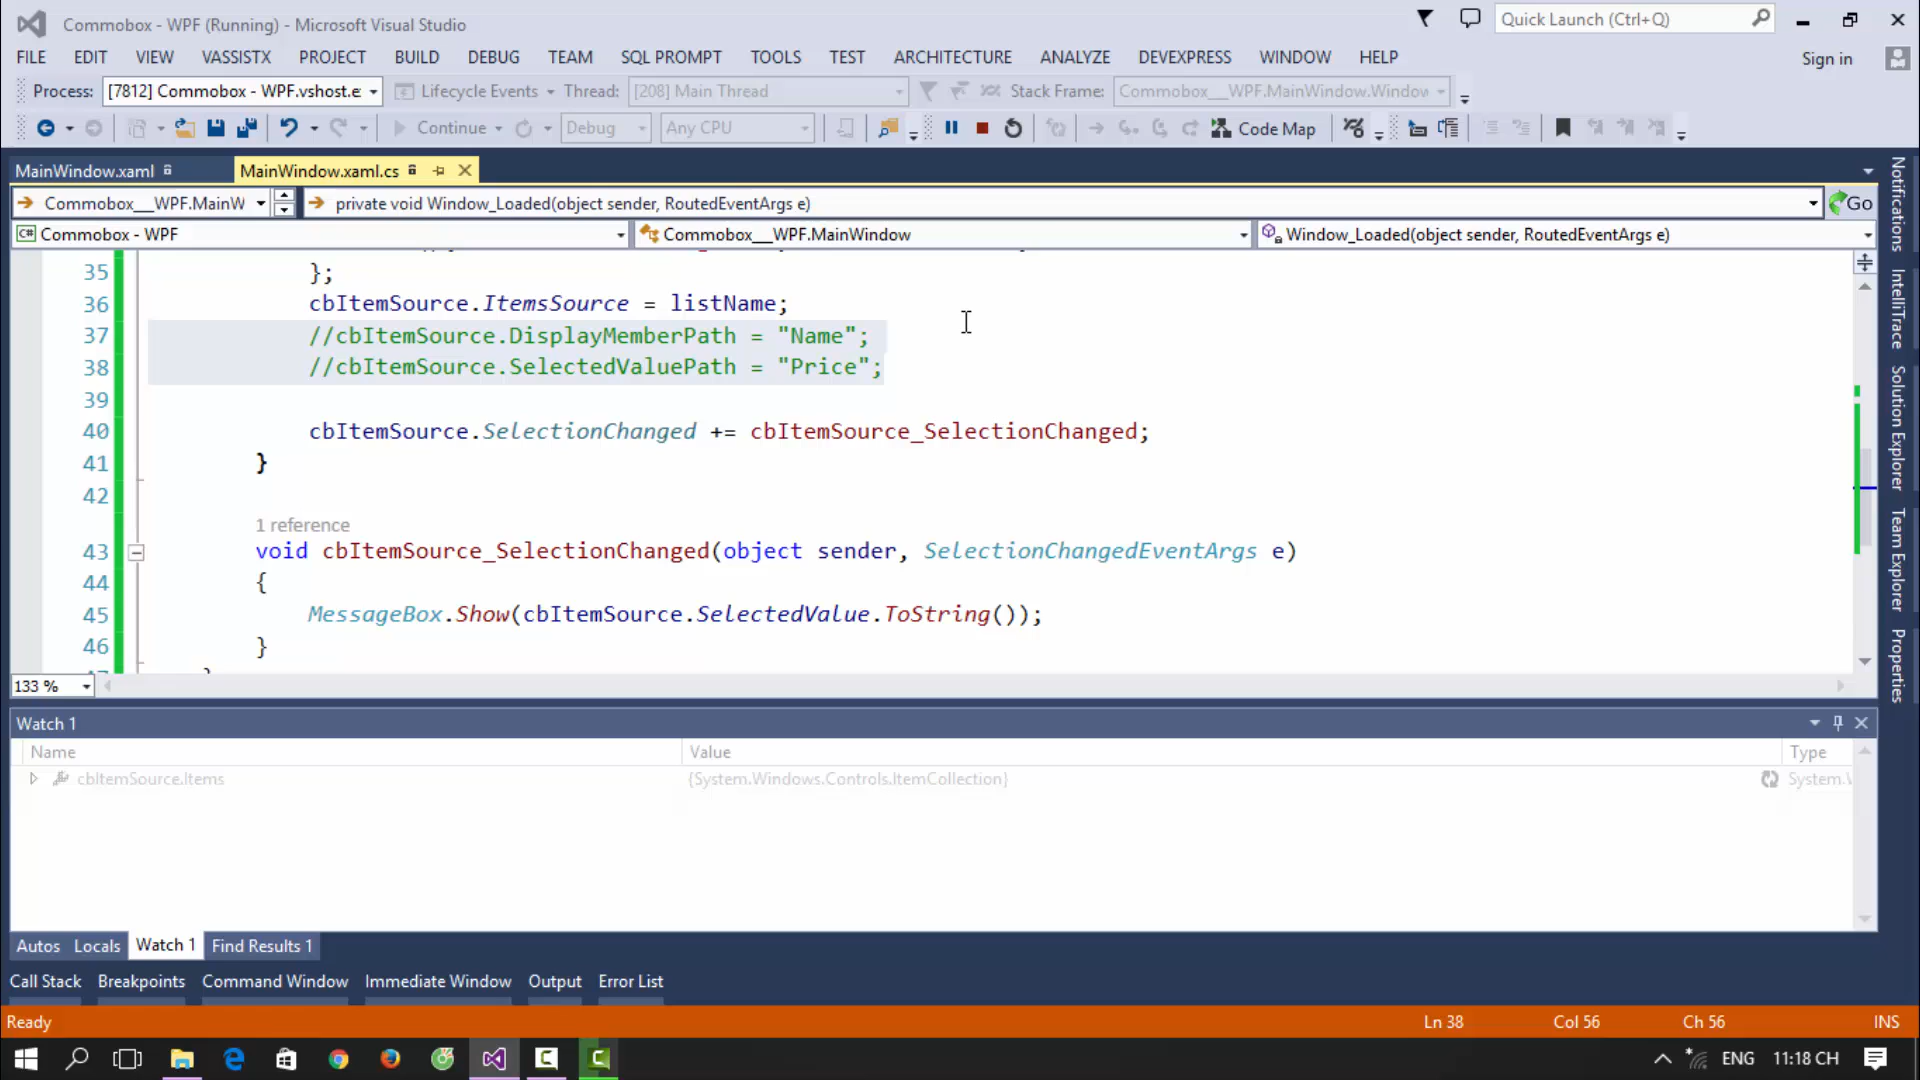 Commobox - WPF (Running) - Microsoft Visual Studio
Quick Launch (Ctrl+Q)
FILE EDIT VIEW VASSISTX PROJECT BUILD DEBUG TEAM SQL PROMPT TOOLS TEST ARCHITECTURE ANALYZE DEVEXPRESS WINDOW HELP Sign in
Process: [7812] Commobox - WPF.vshost.e Lifecycle Events Thread: [208] Main Thread Stack Frame: Commobox__WPF.MainWindow.Window
Continue Debug Any CPU Code Map
MainWindow.xaml MainWindow.xaml.cs
Commobox__WPF.MainW private void Window_Loaded(object sender, RoutedEventArgs e) Go
C# Commobox - WPF Commobox__WPF.MainWindow Window_Loaded(object sender, RoutedEventArgs e)
35 };
36 cbItemSource.ItemsSource = listName;
37 //cbItemSource.DisplayMemberPath = "Name";
38 //cbItemSource.SelectedValuePath = "Price";
39
40 cbItemSource.SelectionChanged += cbItemSource_SelectionChanged;
41 }
42
1 reference
43 void cbItemSource_SelectionChanged(object sender, SelectionChangedEventArgs e)
44 {
45 MessageBox.Show(cbItemSource.SelectedValue.ToString());
46 }
133 %
Watch 1
Name Value Type
cbItemSource.Items {System.Windows.Controls.ItemCollection} System.
Autos Locals Watch 1 Find Results 1
Call Stack Breakpoints Command Window Immediate Window Output Error List
Ready Ln 38 Col 56 Ch 56 INS
ENG 11:18 CH
Notifications
IntelliTrace
Solution Explorer
Team Explorer
Properties